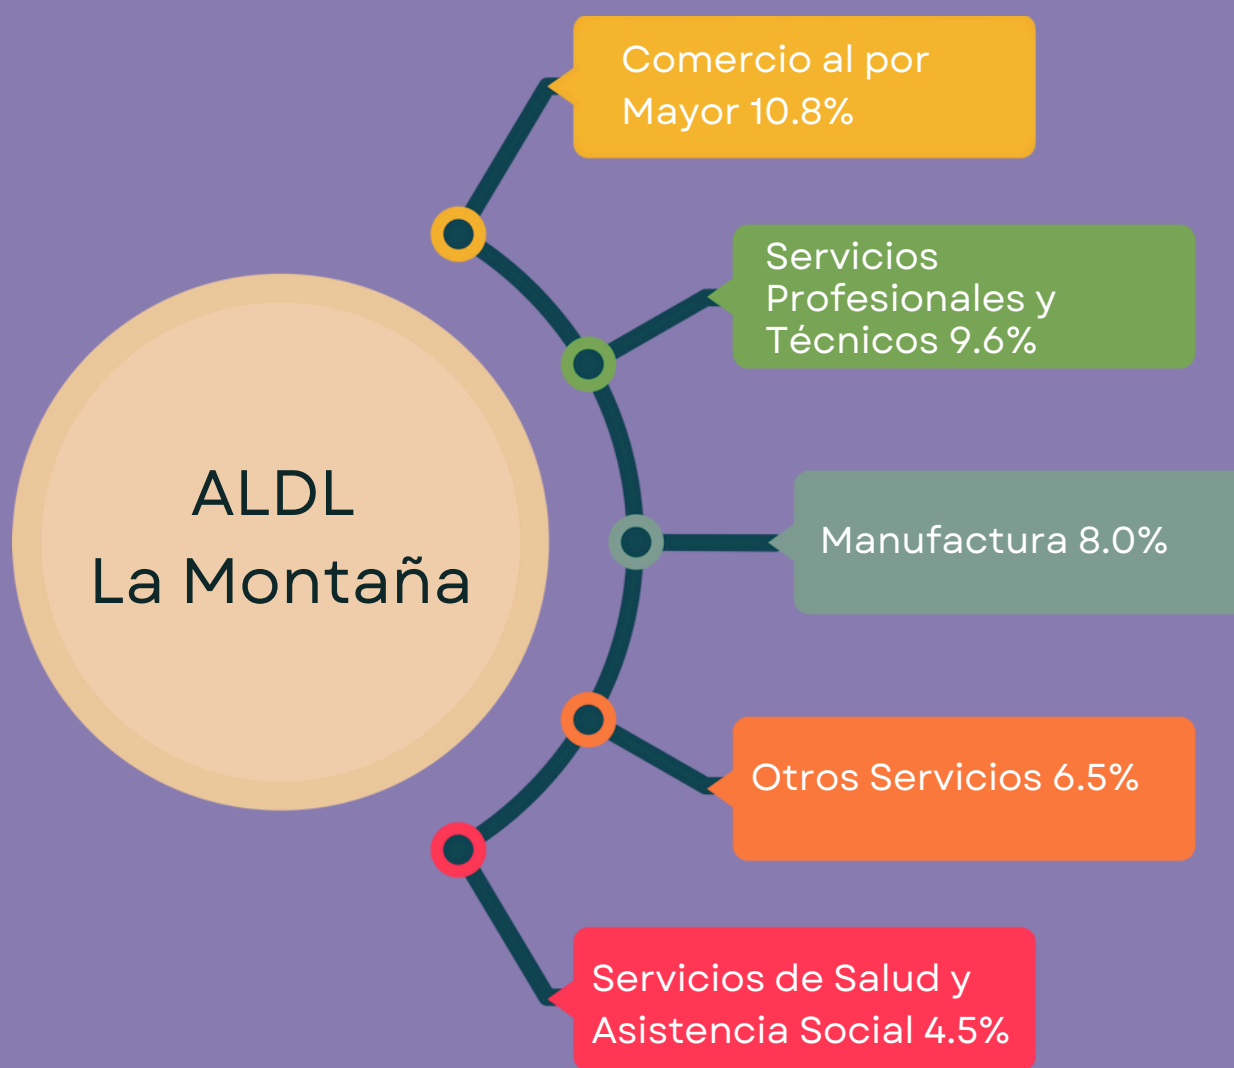 ALDL
La Montaña
Comercio al por
Mayor 10.8%
Servicios
Profesionales y
Técnicos 9.6%
Manufactura 8.0%
Otros Servicios 6.5%
Servicios de Salud y
Asistencia Social 4.5%